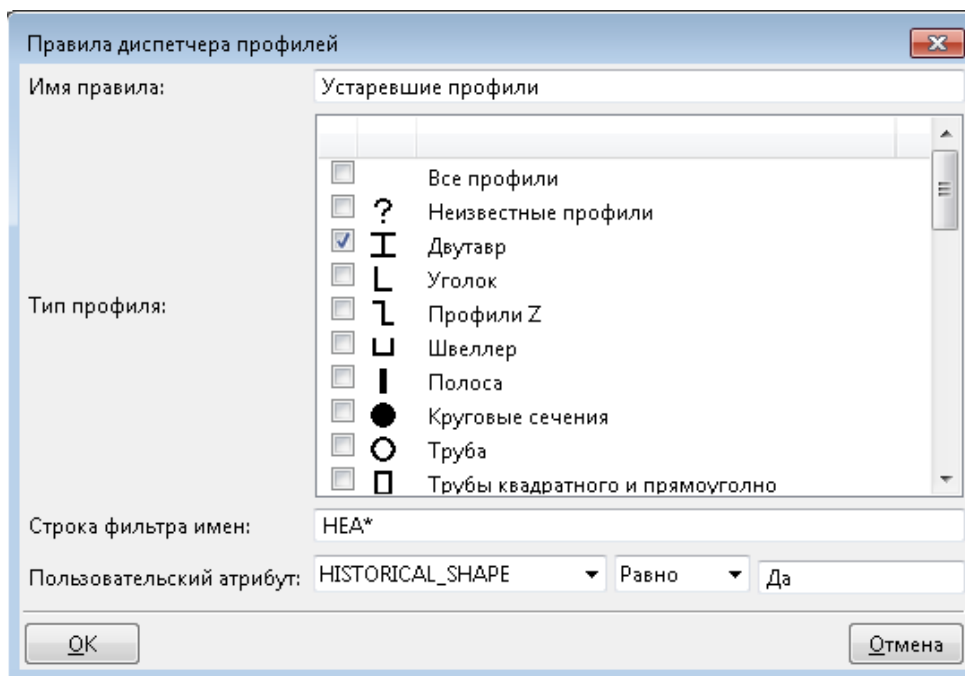 Правила диспетчера профилей
Имя правила: Устаревшие профили
Все профили
? Неизвестные профили
Двутавр
Уголок
Профили Z
Швеллер
Полоса
Круговые сечения
Труба
Трубы квадратного и прямоуголно
Тип профиля:
Строка фильтра имен: HEA*
Пользовательский атрибут: HISTORICAL_SHAPE Равно Да
OK Отмена